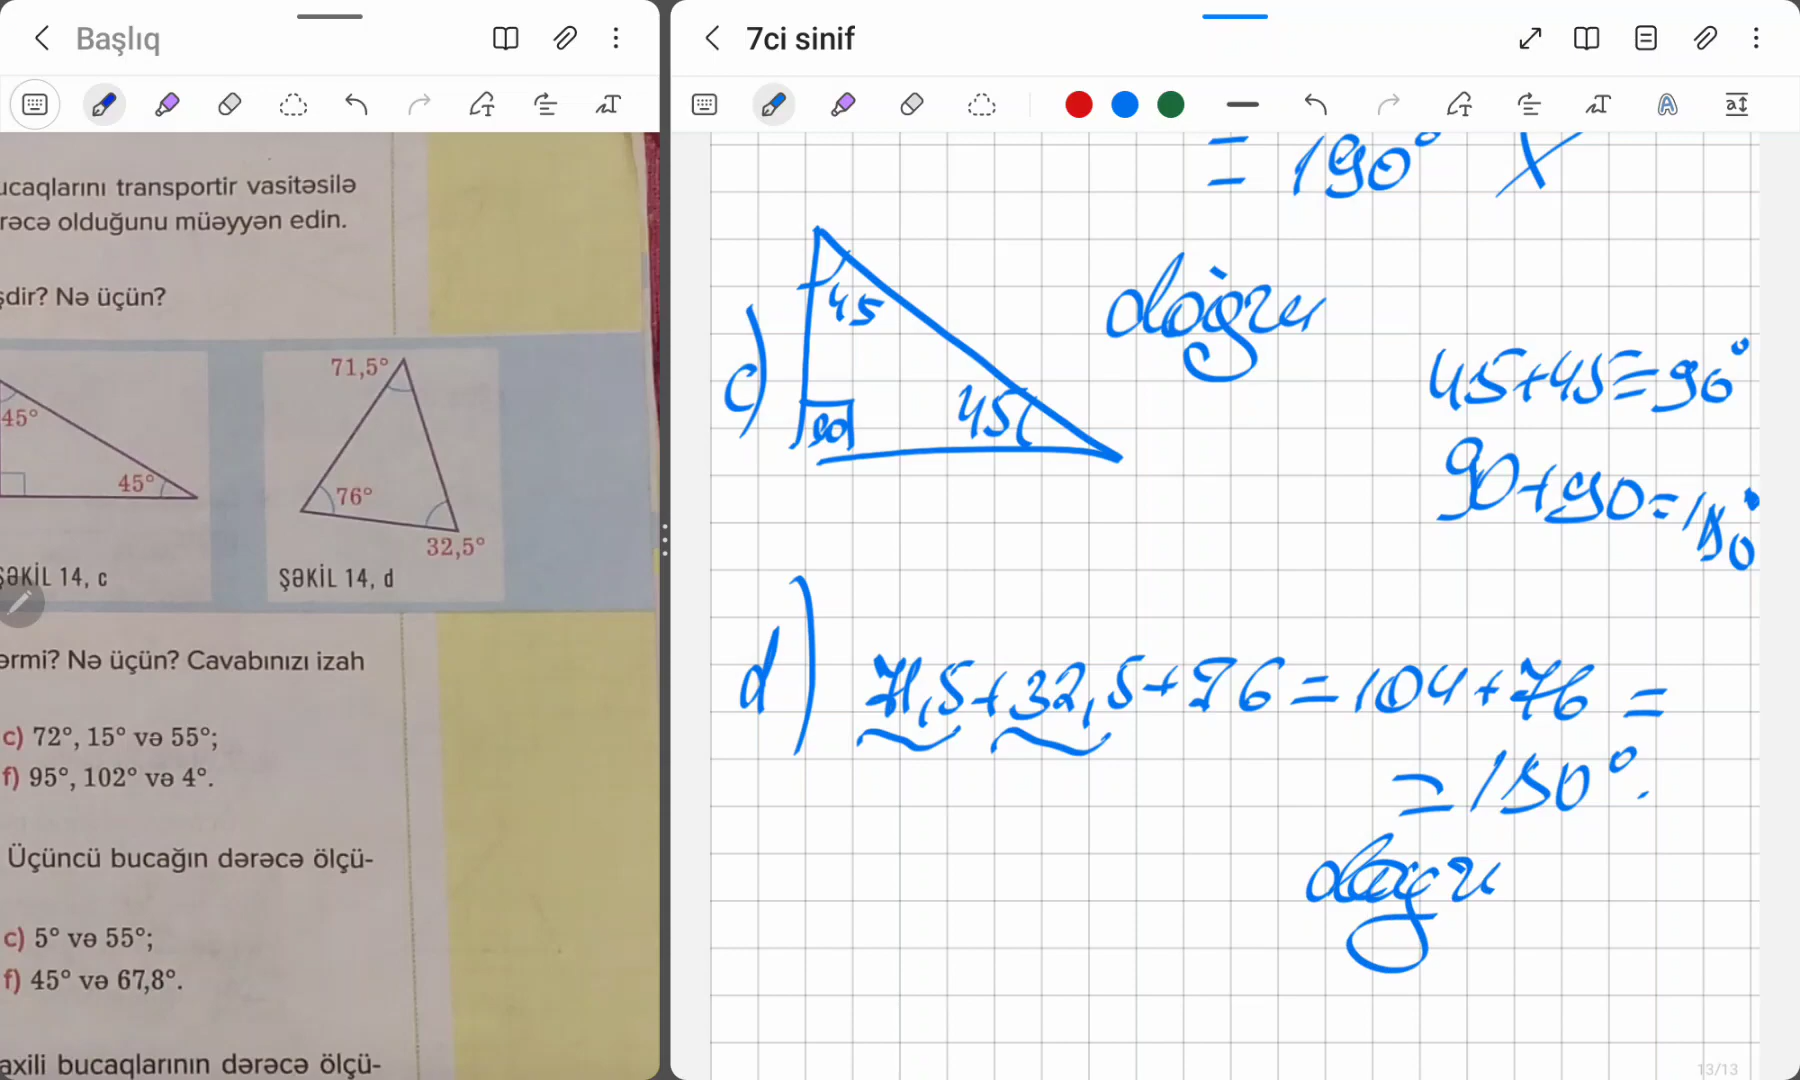 Başlıq
ucaqlarını transportir vasitəsilə
rəcə olduğunu müəyyən edin.
şdir? Nə üçün?
45°
45°
ŞƏKİL 14, c
71,5°
76°
32,5°
ŞƏKİL 14, d
ərmi? Nə üçün? Cavabınızı izah
c) 72°, 15° və 55°;
f) 95°, 102° və 4°.
Üçüncü bucağın dərəcə ölçü-
c) 5° və 55°;
f) 45° və 67,8°.
axili bucaqlarının dərəcə ölçü-
7ci sinif
= 190° X
c)
45
90
45
doğru
45+45=90°
90+90=180°
d) 71,5+32,5+76=104+76=
=180°.
doğru
13/13